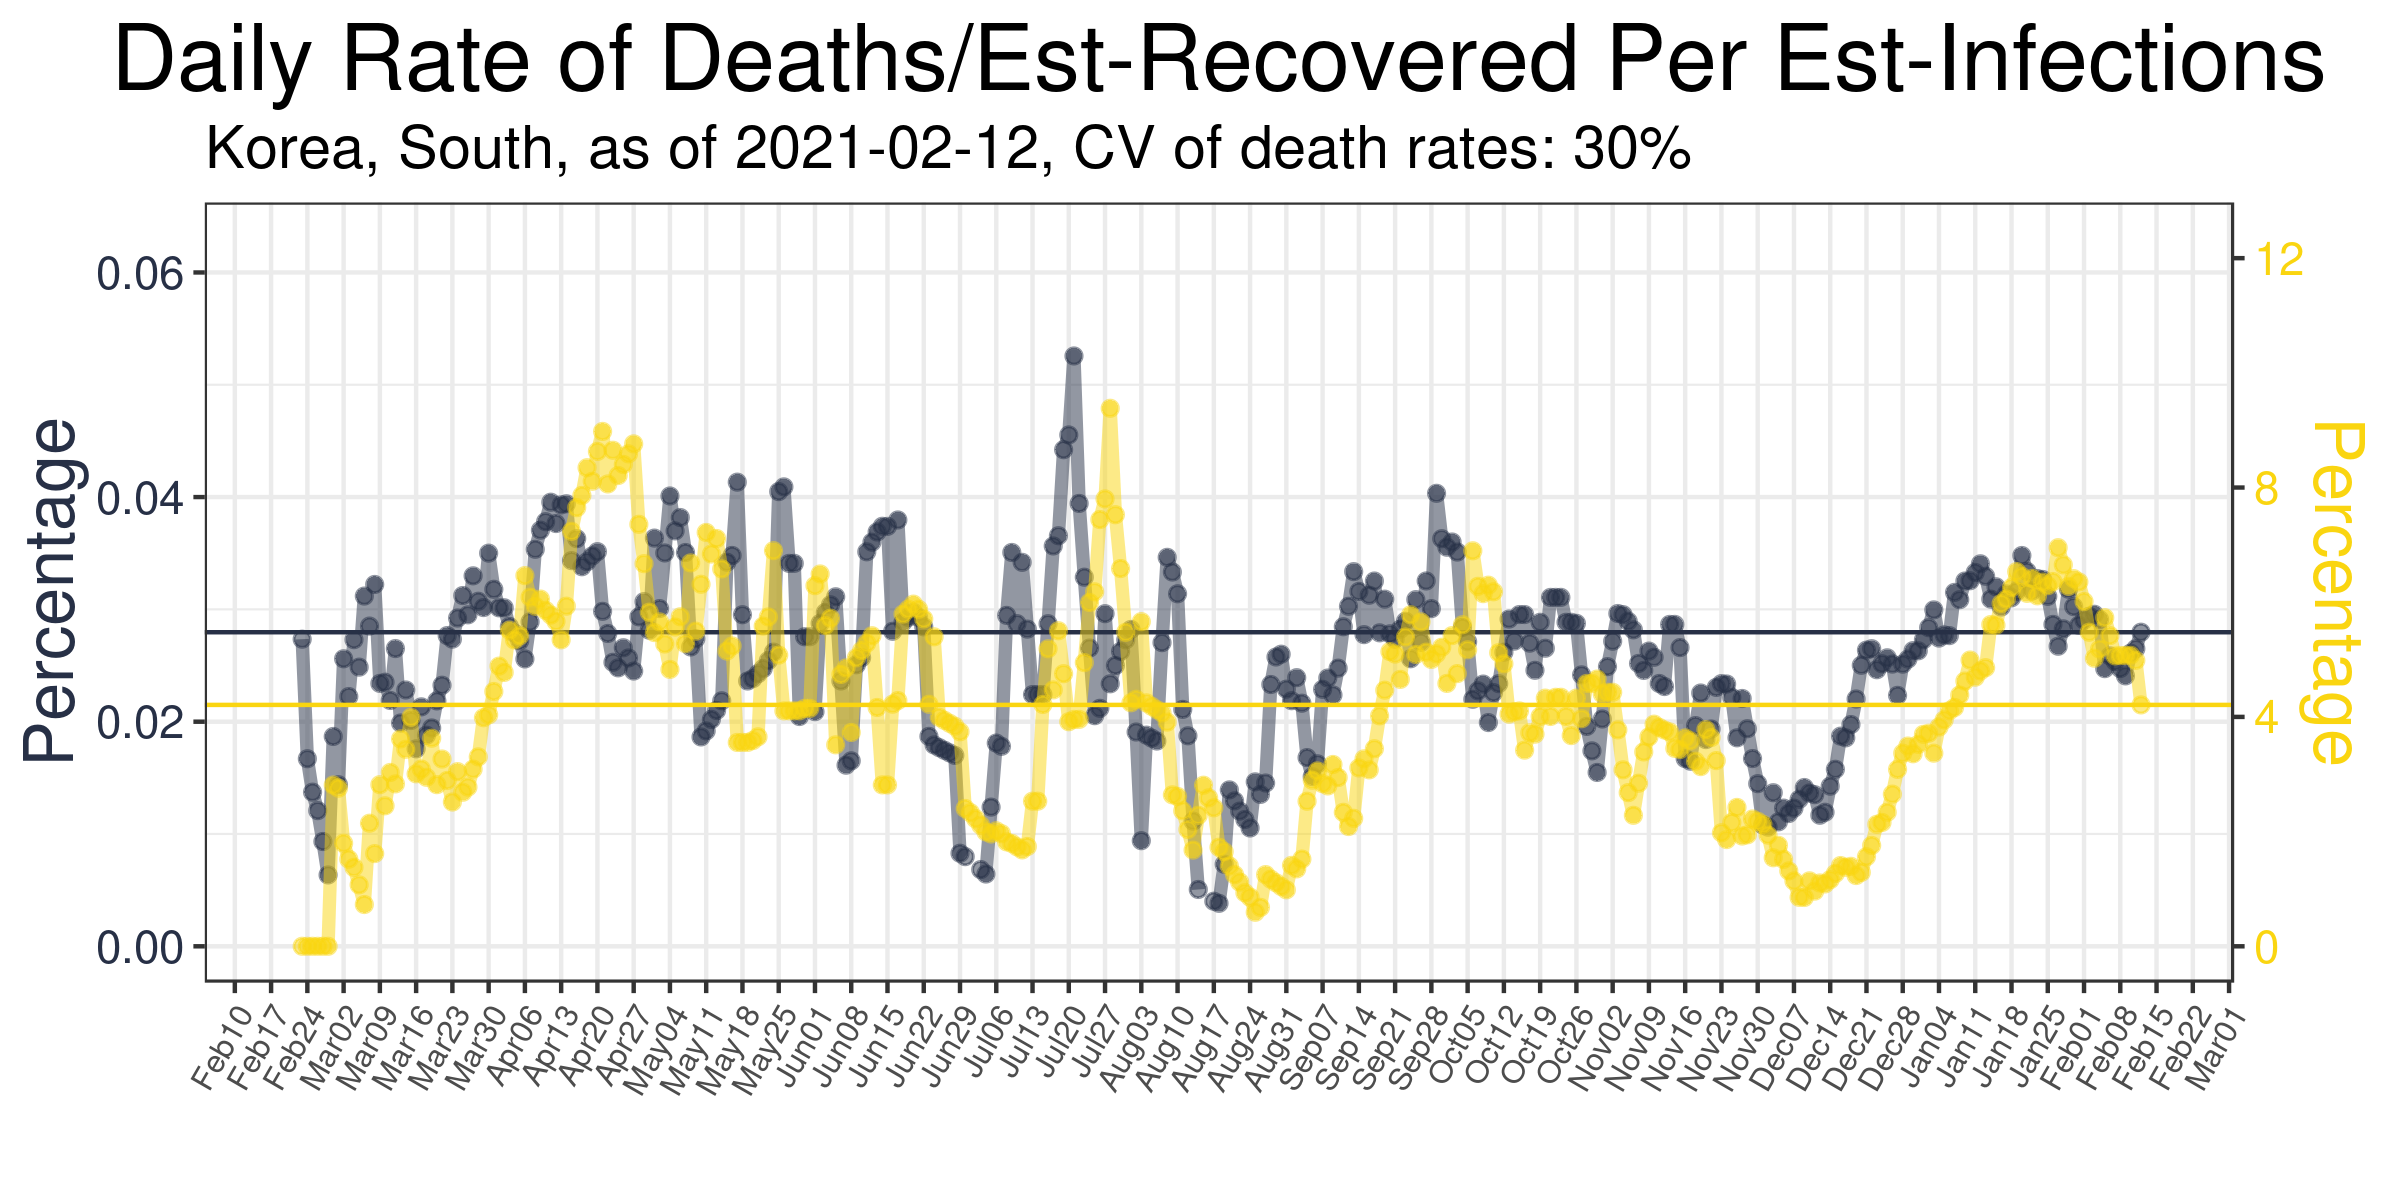 Daily Rate of Deaths/Est-Recovered Per Est-Infections
Korea, South, as of 2021-02-12, CV of death rates: 30%
Percentage
0.06
0.04
0.02
0.00
12
8
4
0
Percentage
Feb10
Feb17
Feb24
Mar02
Mar09
Mar16
Mar23
Mar30
Apr06
Apr13
Apr20
Apr27
May04
May11
May18
May25
Jun01
Jun08
Jun15
Jun22
Jun29
Jul06
Jul13
Jul20
Jul27
Aug03
Aug10
Aug17
Aug24
Aug31
Sep07
Sep14
Sep21
Sep28
Oct05
Oct12
Oct19
Oct26
Nov02
Nov09
Nov16
Nov23
Nov30
Dec07
Dec14
Dec21
Dec28
Jan04
Jan11
Jan18
Jan25
Feb01
Feb08
Feb15
Feb22
Mar01